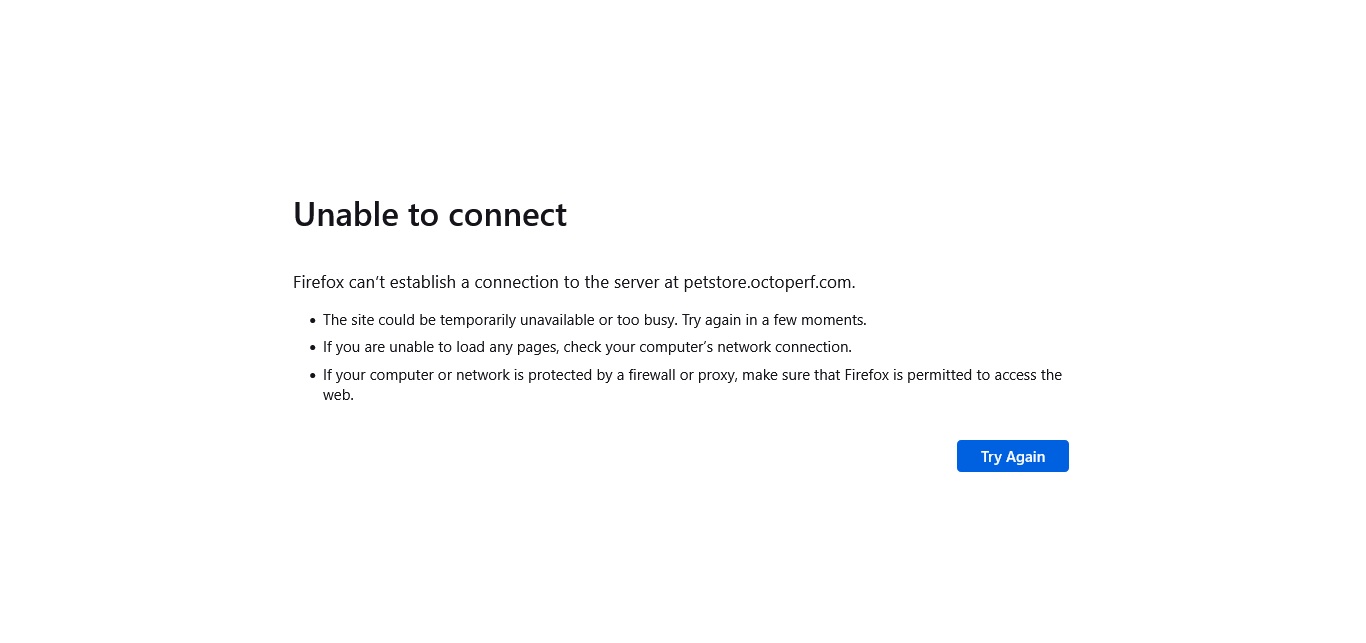 Unable to connect
Firefox can’t establish a connection to the server at petstore.octoperf.com.
• The site could be temporarily unavailable or too busy. Try again in a few moments.
• If you are unable to load any pages, check your computer’s network connection.
• If your computer or network is protected by a firewall or proxy, make sure that Firefox is permitted to access the
web.
Try Again